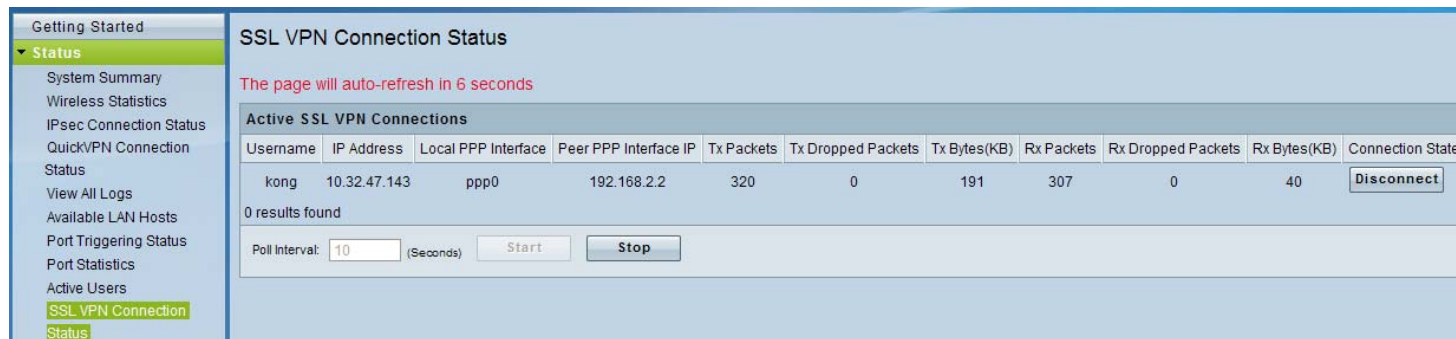 Getting Started
Status
System Summary
Wireless Statistics
IPsec Connection Status
QuickVPN Connection
Status
View All Logs
Available LAN Hosts
Port Triggering Status
Port Statistics
Active Users
SSL VPN Connection
Status
SSL VPN Connection Status
The page will auto-refresh in 6 seconds
Active SSL VPN Connections
Username IP Address Local PPP Interface Peer PPP Interface IP Tx Packets Tx Dropped Packets Tx Bytes(KB) Rx Packets Rx Dropped Packets Rx Bytes(KB) Connection State
kong 10.32.47.143 ppp0 192.168.2.2 320 0 191 307 0 40 Disconnect
0 results found
Poll Interval: 10 (Seconds) Start Stop